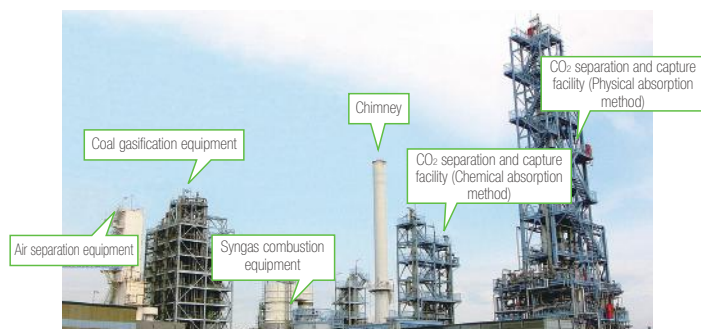 CO₂ separation and capture
facility (Physical absorption
method)
Chimney
Coal gasification equipment
CO₂ separation and capture
facility (Chemical absorption
method)
Air separation equipment
Syngas combustion
equipment